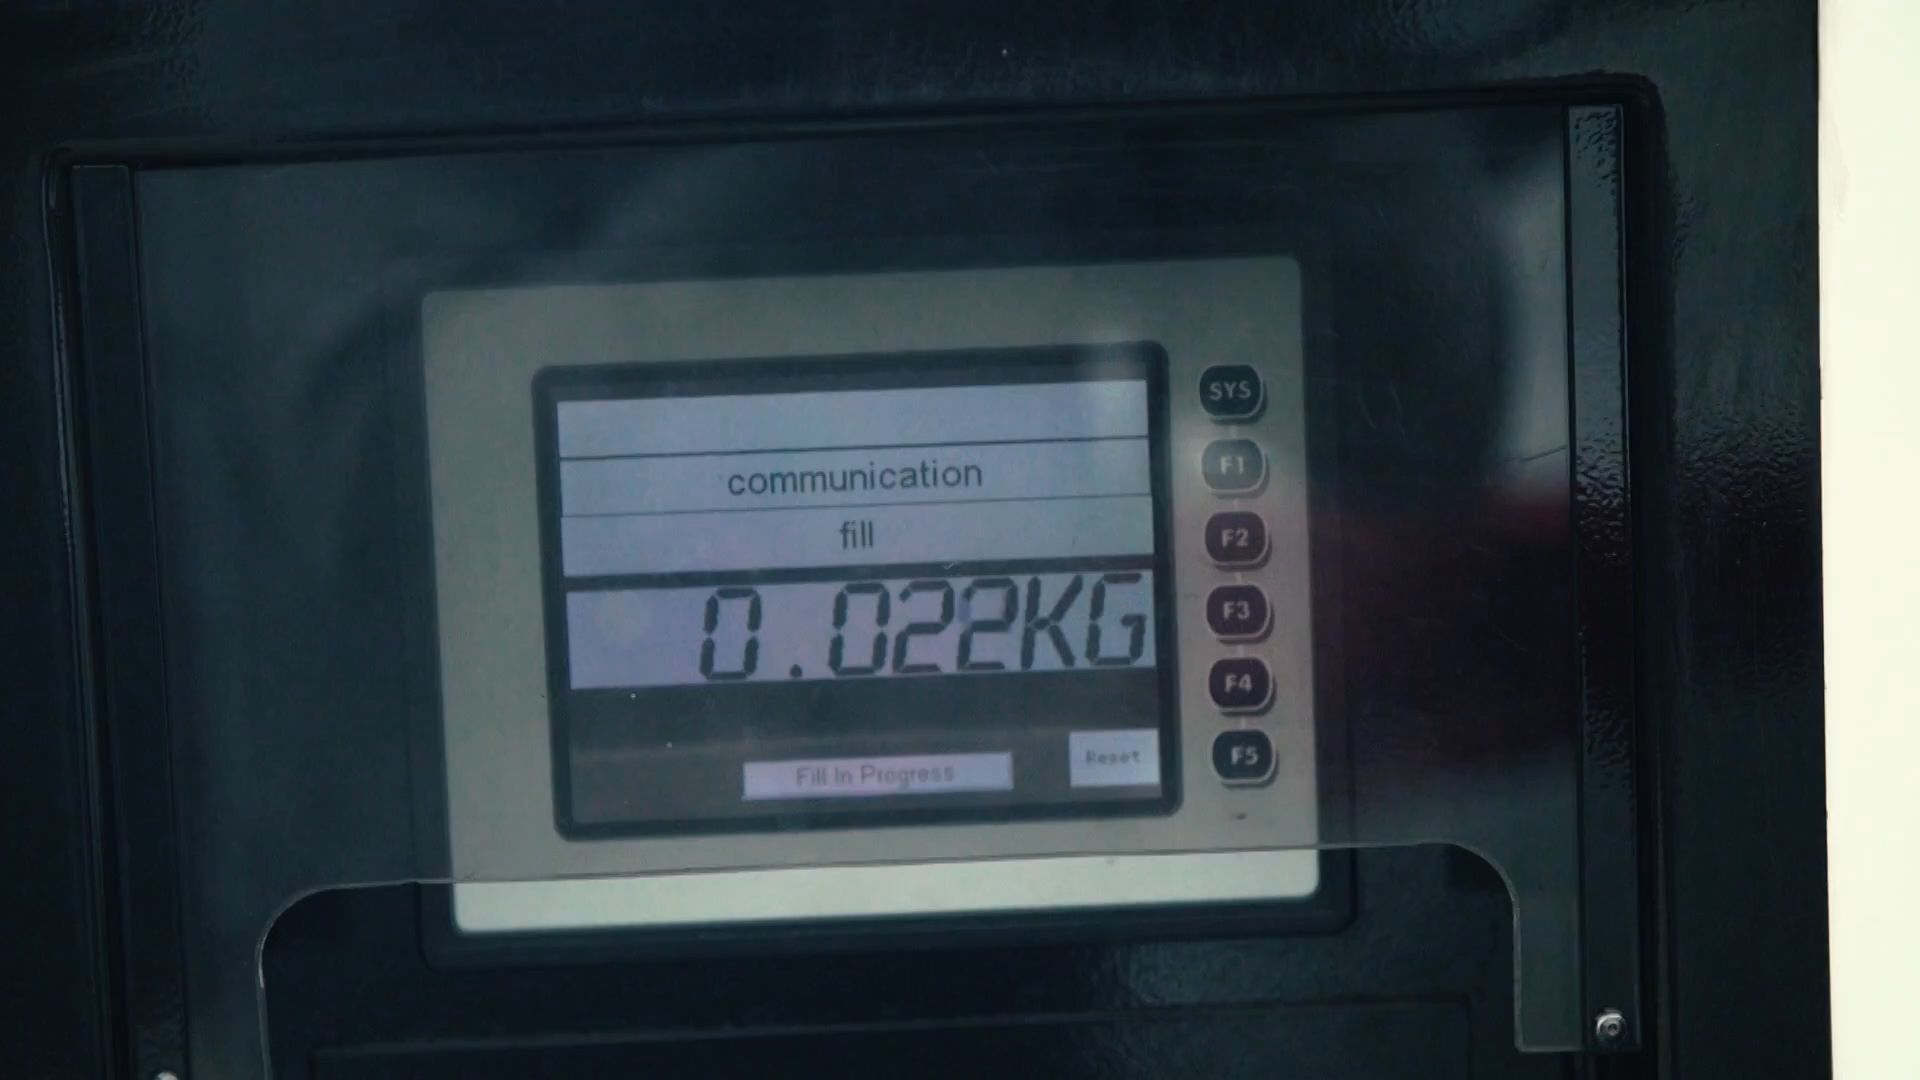 communication
fill
0.022KG
Fill In Progress
Reset
SYS
F1
F2
F3
F4
F5